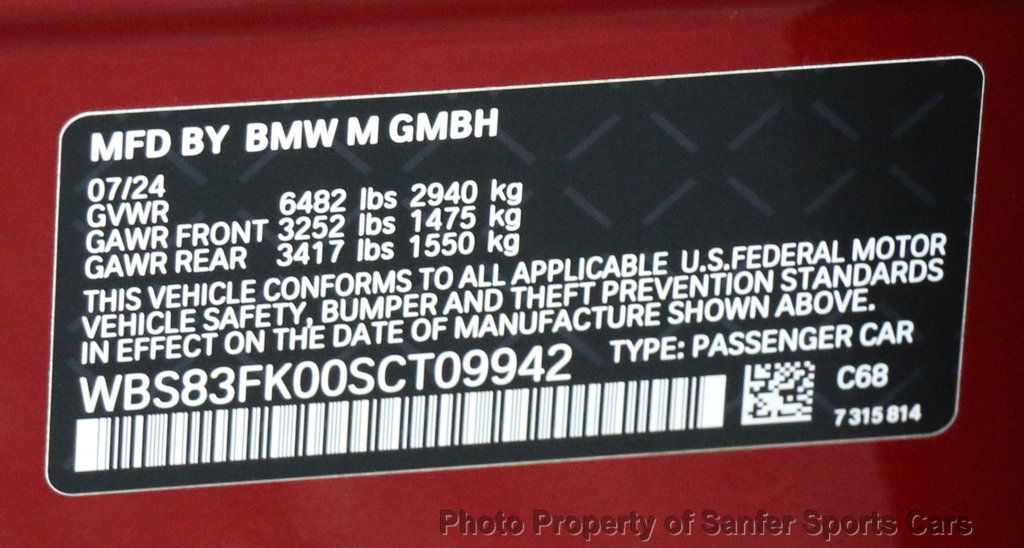 MFD BY BMW M GMBH
07/24
GVWR 6482 lbs 2940 kg
GAWR FRONT 3252 lbs 1475 kg
GAWR REAR 3417 lbs 1550 kg
THIS VEHICLE CONFORMS TO ALL APPLICABLE U.S.FEDERAL MOTOR
VEHICLE SAFETY, BUMPER AND THEFT PREVENTION STANDARDS
IN EFFECT ON THE DATE OF MANUFACTURE SHOWN ABOVE.
WBS83FK00SCT09942 TYPE: PASSENGER CAR
C68
7 315 814
Photo Property of Sanfer Sports Cars